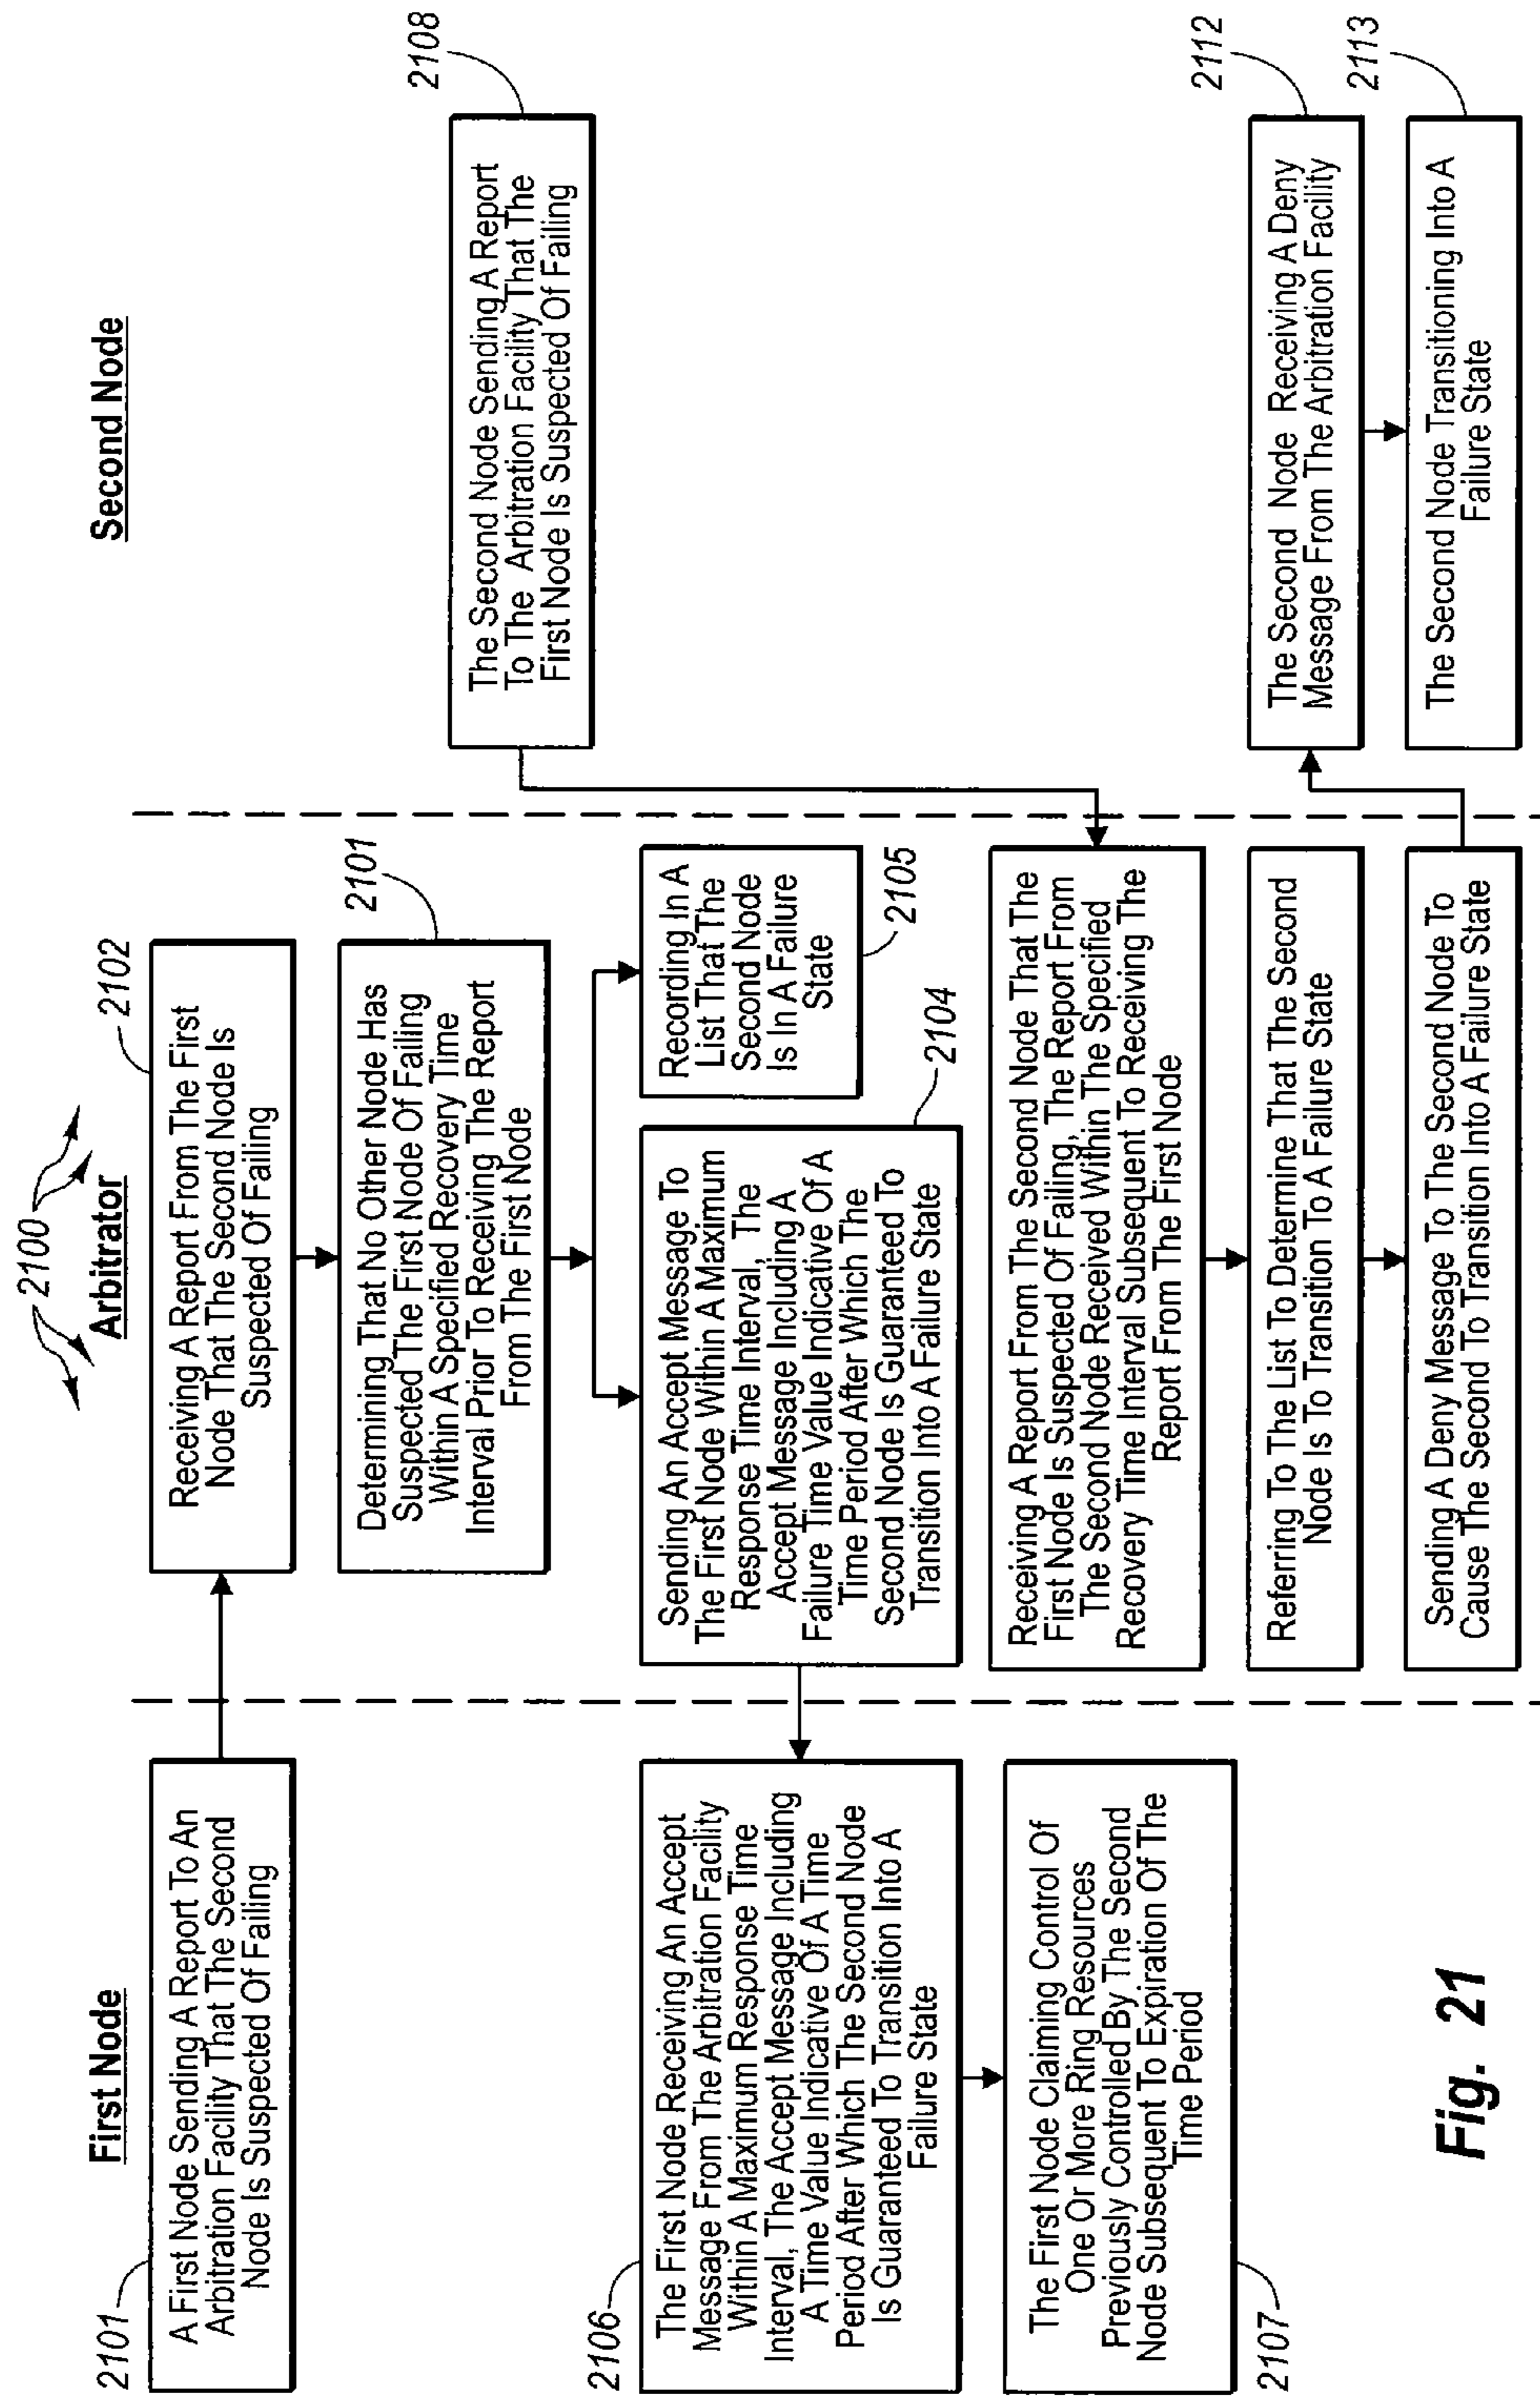 2100
First Node
Arbitrator
Second Node
2101
A First Node Sending A Report To An
Arbitration Facility That The Second
Node Is Suspected Of Failing
2102
Receiving A Report From The First
Node That The Second Node Is
Suspected Of Failing
2101
Determining That No Other Node Has
Suspected The First Node Of Failing
Within A Specified Recovery Time
Interval Prior To Receiving The Report
From The First Node
2108
The Second Node Sending A Report
To The Arbitration Facility That The
First Node Is Suspected Of Failing
2104
Sending An Accept Message To
The First Node Within A Maximum
Response Time Interval, The
Accept Message Including A
Failure Time Value Indicative Of A
Time Period After Which The
Second Node Is Guaranteed To
Transition Into A Failure State
2105
Recording In A
List That The
Second Node
Is In A Failure
State
2106
The First Node Receiving An Accept
Message From The Arbitration Facility
Within A Maximum Response Time
Interval, The Accept Message Including
A Time Value Indicative Of A Time
Period After Which The Second Node
Is Guaranteed To Transition Into A
Failure State
2107
The First Node Claiming Control Of
One Or More Ring Resources
Previously Controlled By The Second
Node Subsequent To Expiration Of The
Time Period
Receiving A Report From The Second Node That The
First Node Is Suspected Of Failing, The Report From
The Second Node Received Within The Specified
Recovery Time Interval Subsequent To Receiving The
Report From The First Node
Referring To The List To Determine That The Second
Node Is To Transition To A Failure State
Sending A Deny Message To The Second Node To
Cause The Second To Transition Into A Failure State
2112
The Second Node Receiving A Deny
Message From The Arbitration Facility
2113
The Second Node Transitioning Into A
Failure State
Fig. 21